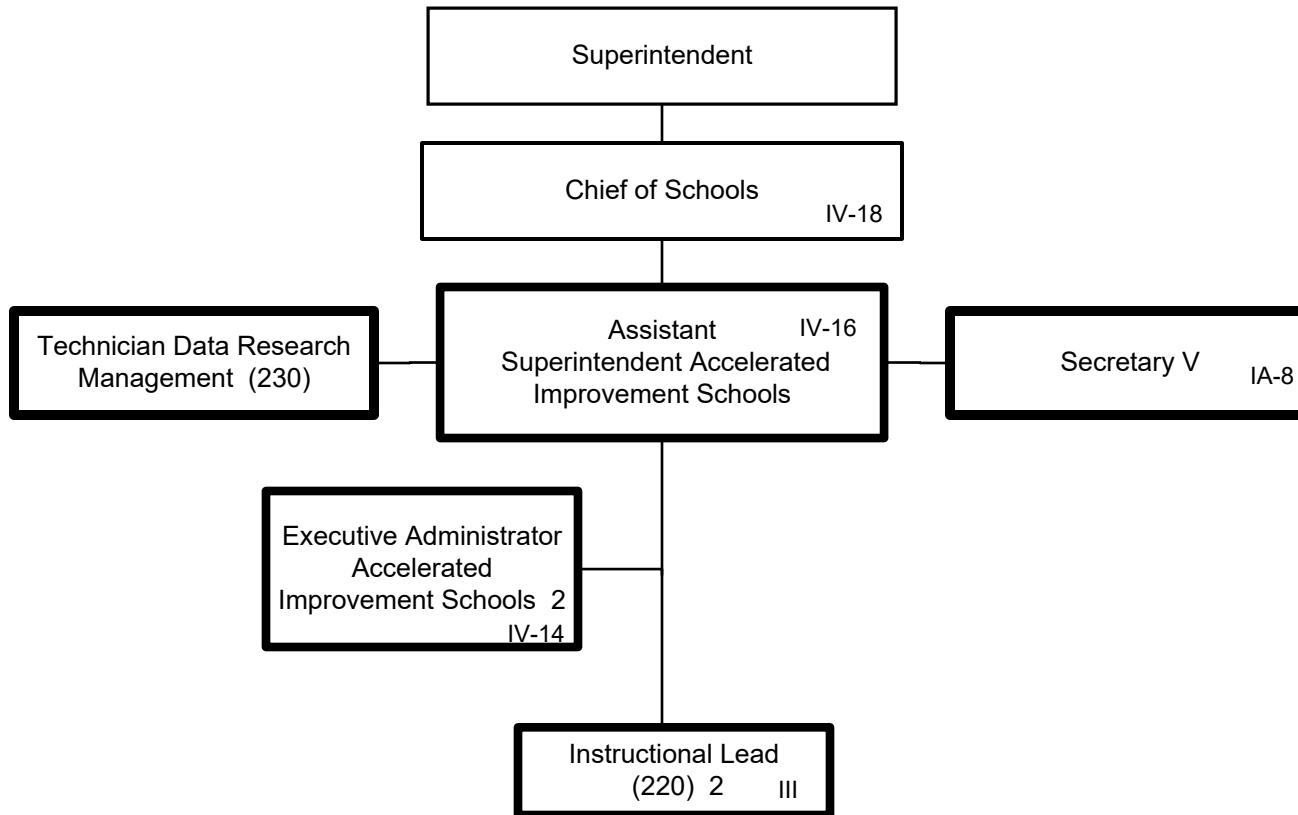 Superintendent
Chief of Schools
IV-18
Technician Data Research
Management (230)
Assistant
IV-16
Superintendent Accelerated
Improvement Schools
Secretary V
IA-8
Executive Administrator
Accelerated
Improvement Schools 2
IV-14
Instructional Lead
(220) 2
III